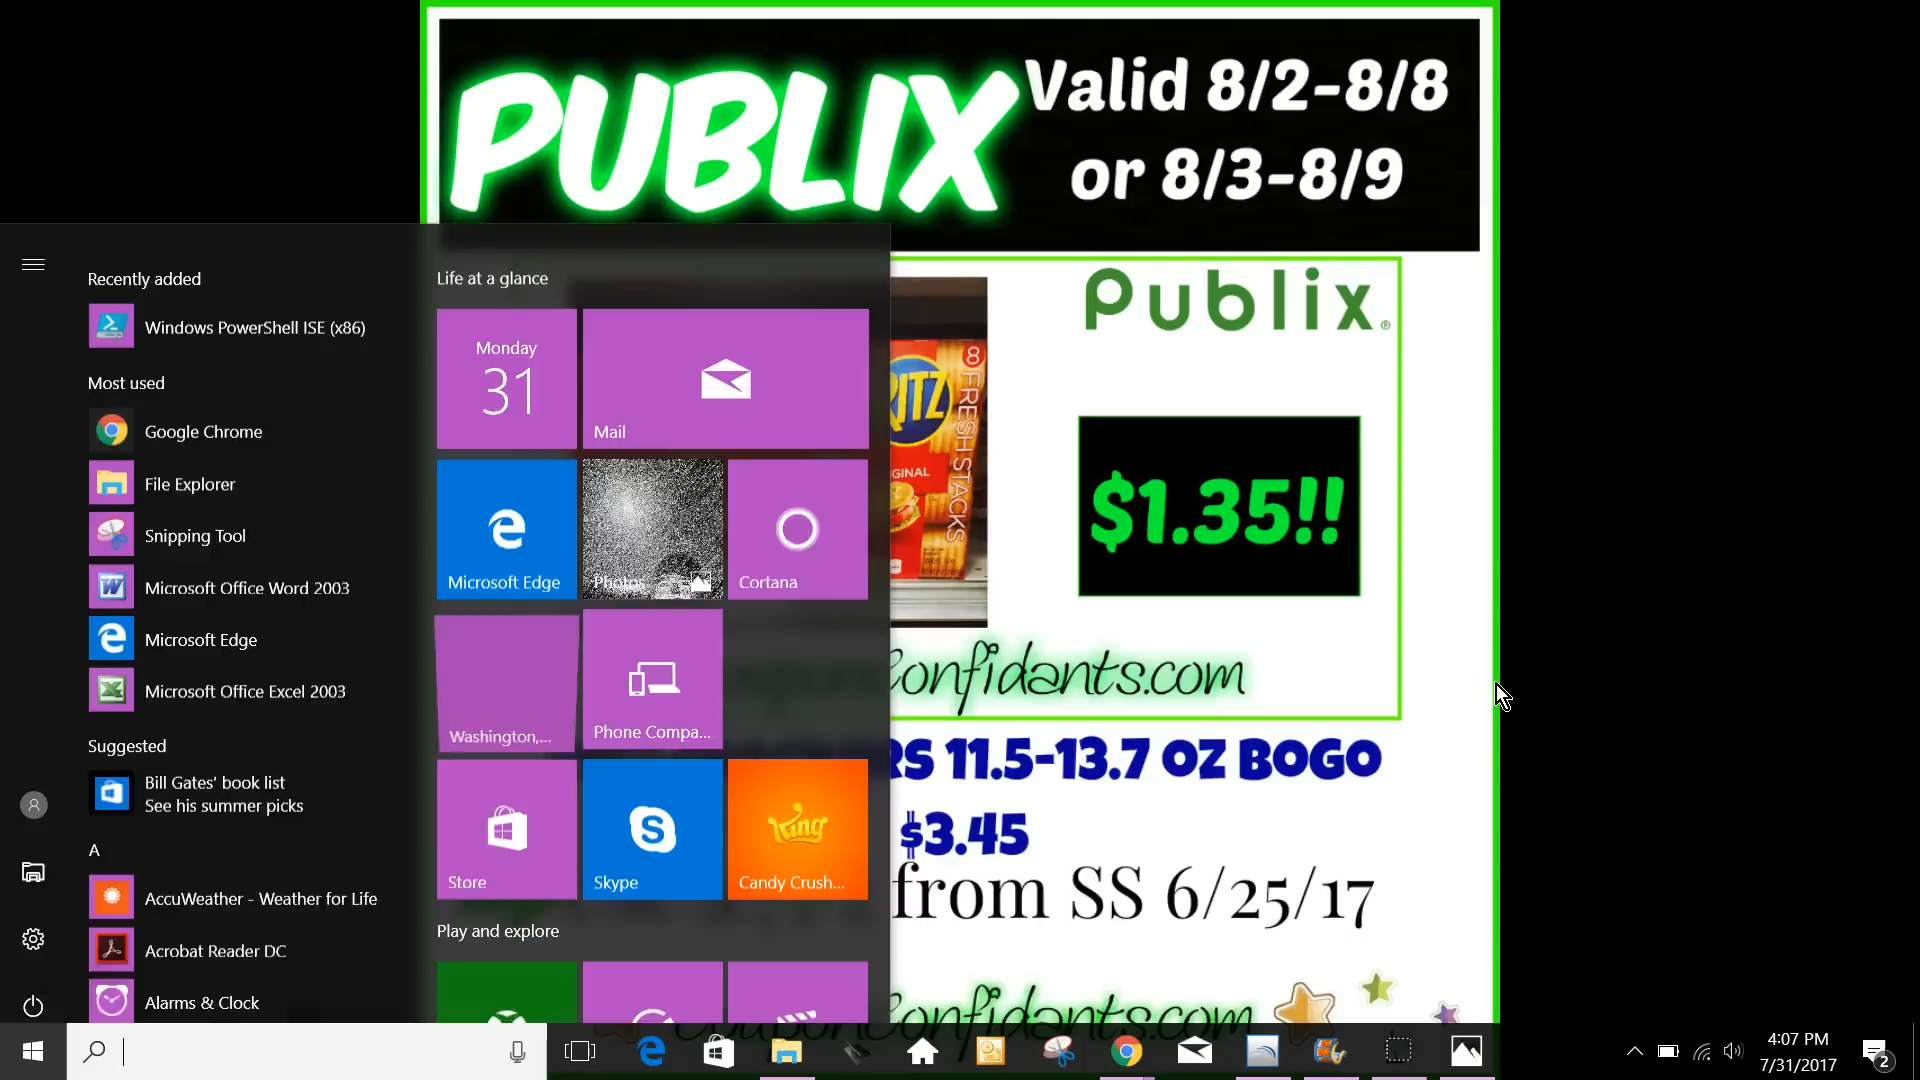 PUBLIX
Valid 8/2-8/8
or 8/3-8/9
Publix
RITZ
8 FRESH STACKS
$1.35!!
onfidants.com
RS 11.5-13.7 OZ BOGO
$3.45
from SS 6/25/17
Confidants.com
Recently added
Windows PowerShell ISE (x86)
Most used
Google Chrome
File Explorer
Snipping Tool
Microsoft Office Word 2003
Microsoft Edge
Microsoft Office Excel 2003
Suggested
Bill Gates' book list
See his summer picks
A
AccuWeather - Weather for Life
Acrobat Reader DC
Alarms & Clock
Life at a glance
Monday
31
Mail
Microsoft Edge
Photos
Cortana
Washington,...
Phone Compa...
Store
Skype
King
Candy Crush...
Play and explore
4:07 PM
7/31/2017
2